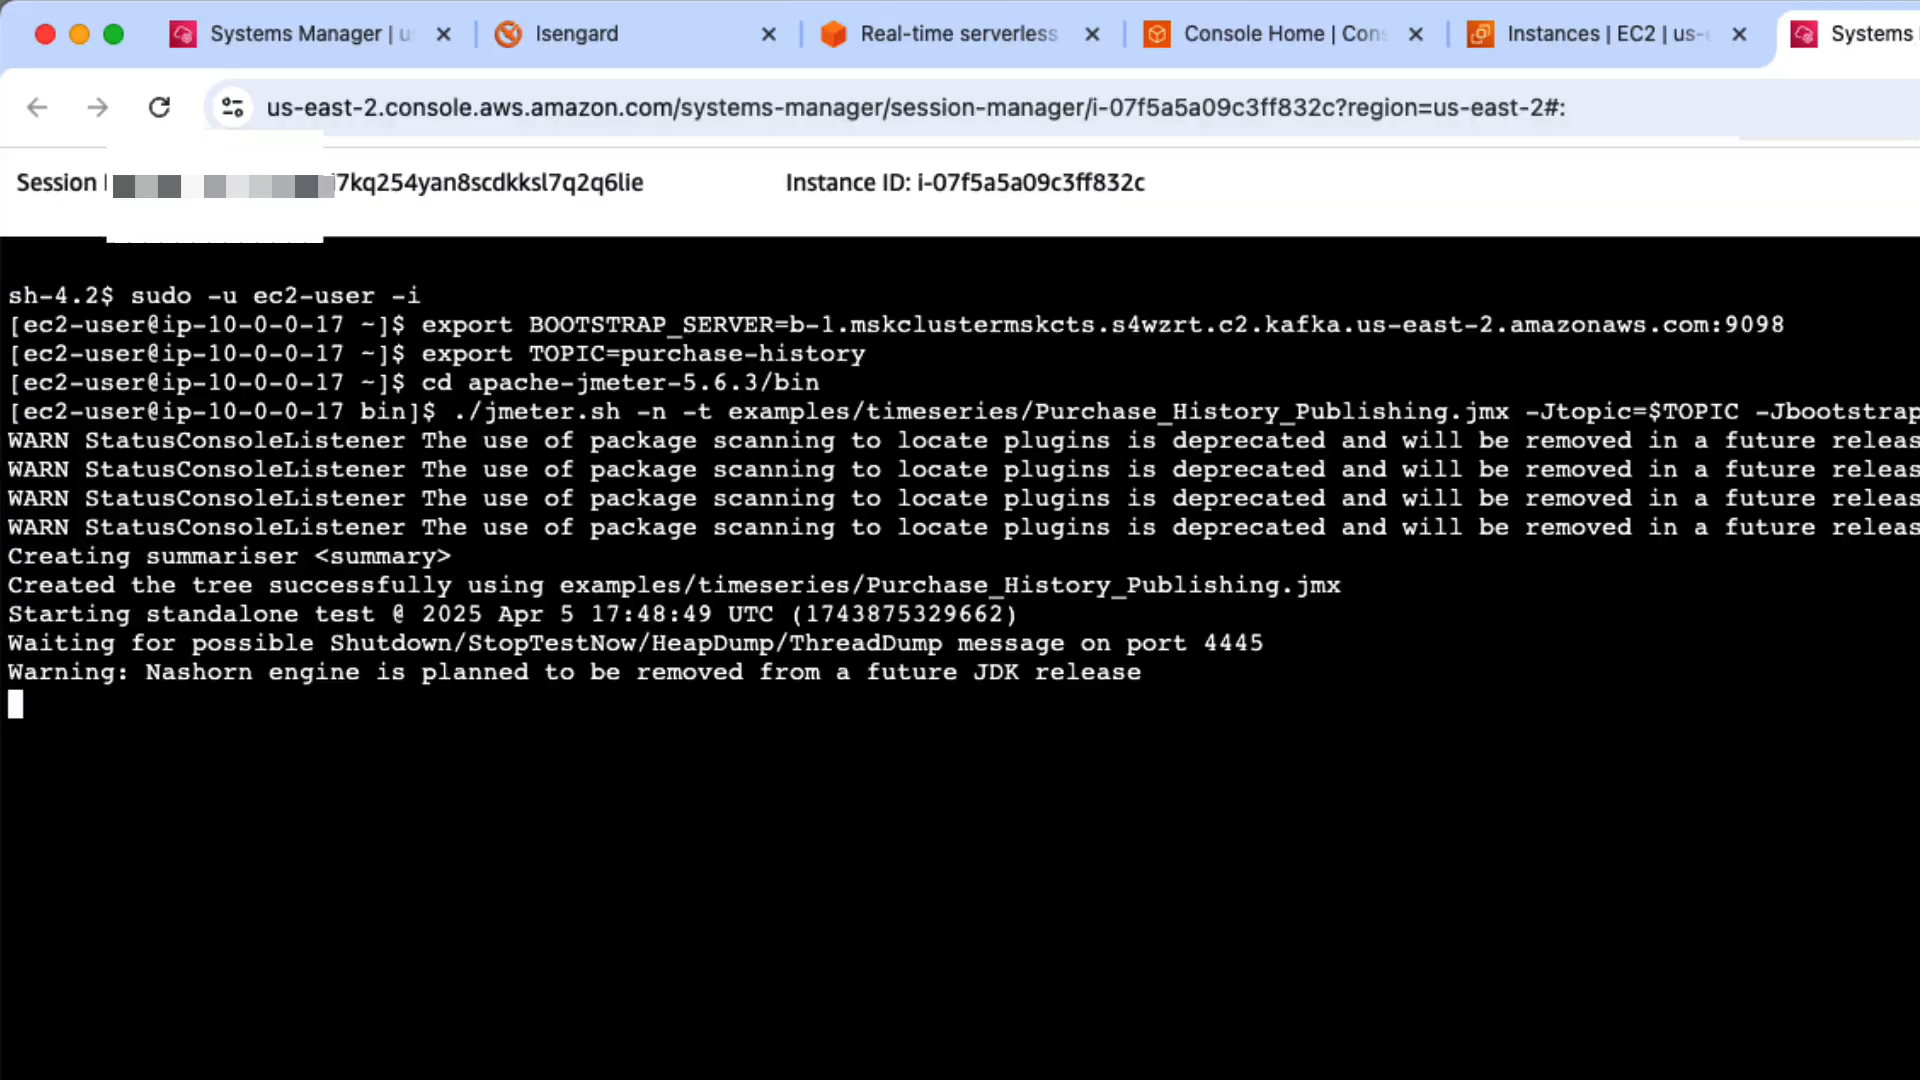 Systems Manager | u
Isengard
Real-time serverless
Console Home | Cons
Instances | EC2 | us-
Systems
us-east-2.console.aws.amazon.com/systems-manager/session-manager/i-07f5a5a09c3ff832c?region=us-east-2#:
Session i7kq254yan8scdkksl7q2q6lie
Instance ID: i-07f5a5a09c3ff832c
sh-4.2$ sudo -u ec2-user -i
[ec2-user@ip-10-0-0-17 ~]$ export BOOTSTRAP_SERVER=b-1.mskclustermskcts.s4wzrt.c2.kafka.us-east-2.amazonaws.com:9098
[ec2-user@ip-10-0-0-17 ~]$ export TOPIC=purchase-history
[ec2-user@ip-10-0-0-17 ~]$ cd apache-jmeter-5.6.3/bin
[ec2-user@ip-10-0-0-17 bin]$ ./jmeter.sh -n -t examples/timeseries/Purchase_History_Publishing.jmx -Jtopic=$TOPIC -Jbootstrap
WARN StatusConsoleListener The use of package scanning to locate plugins is deprecated and will be removed in a future releas
WARN StatusConsoleListener The use of package scanning to locate plugins is deprecated and will be removed in a future releas
WARN StatusConsoleListener The use of package scanning to locate plugins is deprecated and will be removed in a future releas
WARN StatusConsoleListener The use of package scanning to locate plugins is deprecated and will be removed in a future releas
Creating summariser <summary>
Created the tree successfully using examples/timeseries/Purchase_History_Publishing.jmx
Starting standalone test @ 2025 Apr 5 17:48:49 UTC (1743875329662)
Waiting for possible Shutdown/StopTestNow/HeapDump/ThreadDump message on port 4445
Warning: Nashorn engine is planned to be removed from a future JDK release